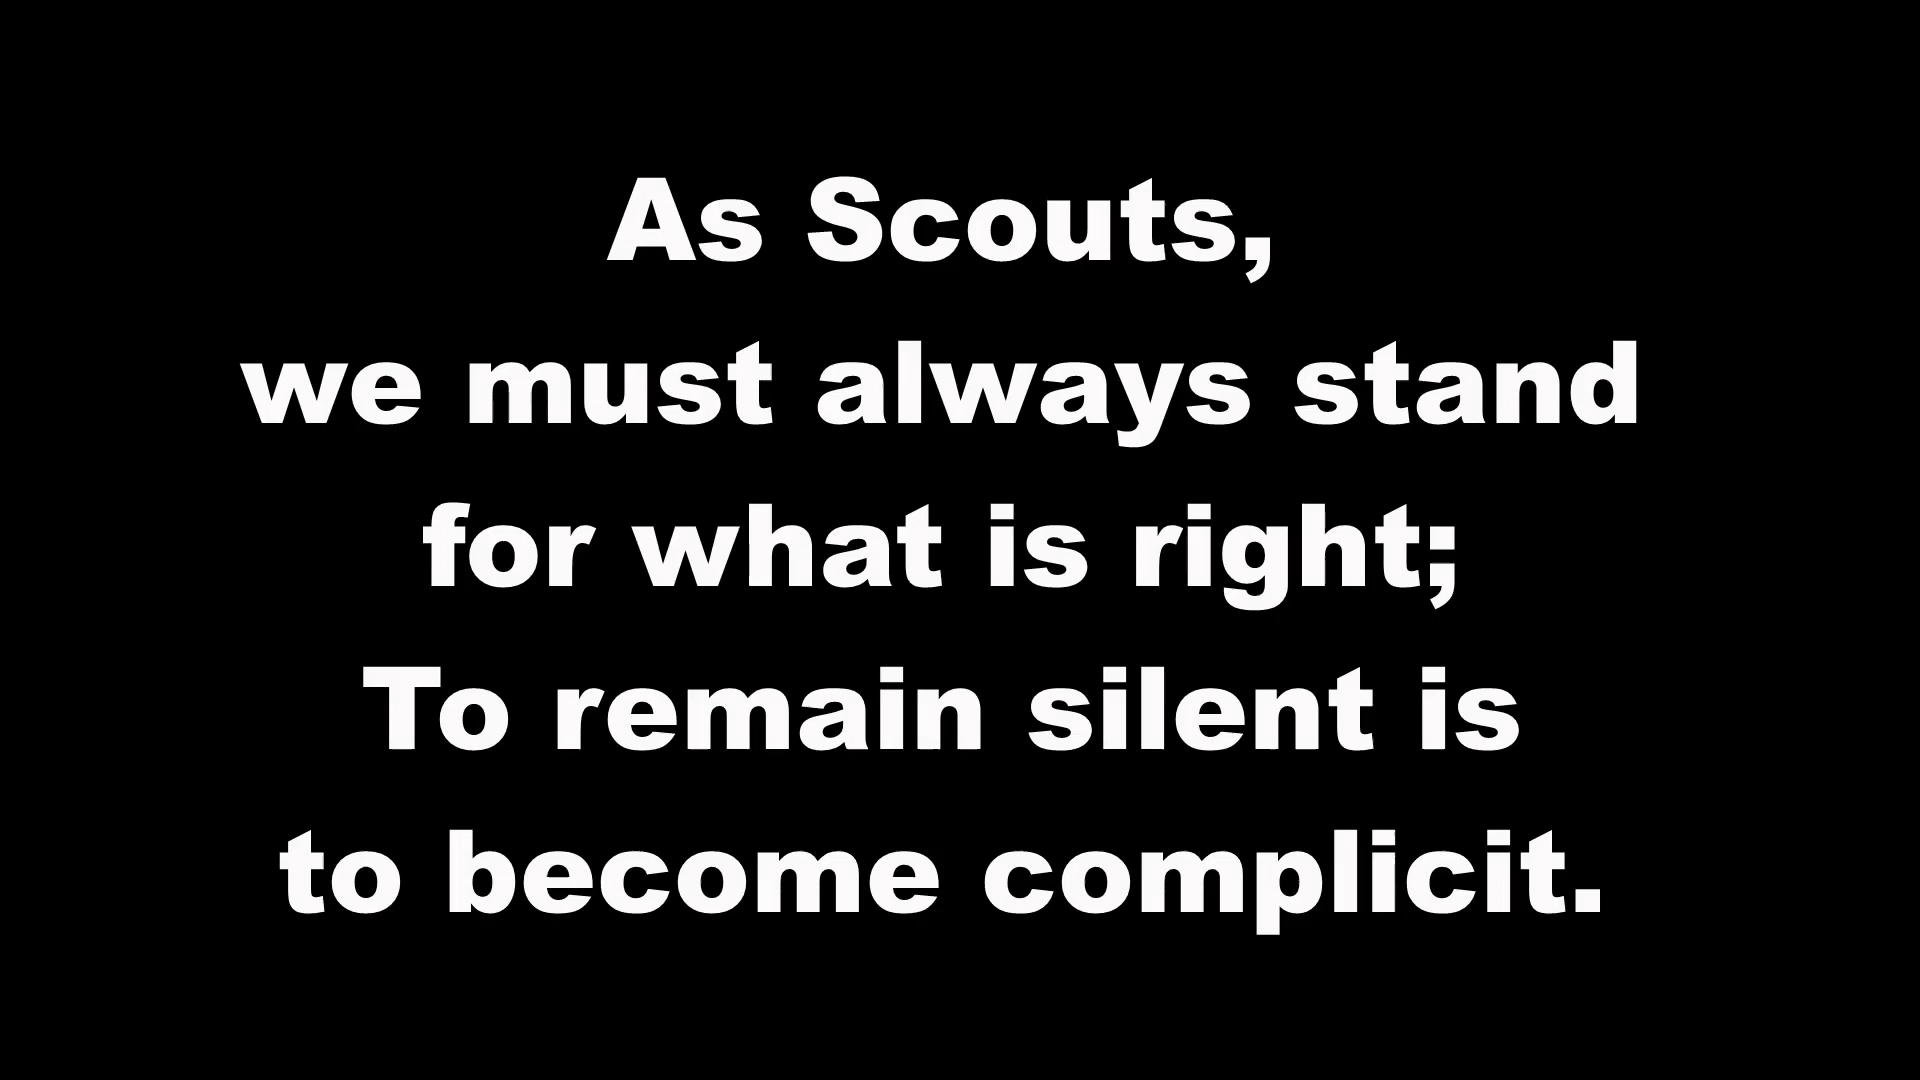 As Scouts,
we must always stand
for what is right;
To remain silent is
to become complicit.